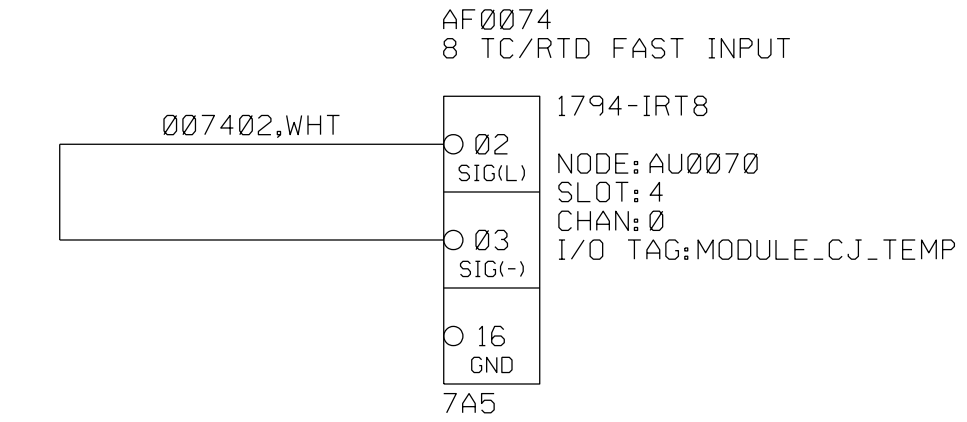 AF0074
8 TC/RTD FAST INPUT
1794-IRT8
007402,WHT
02
SIG(L)
NODE:AU0070
SLOT:4
CHAN:0
I/O TAG:MODULE_CJ_TEMP
03
SIG(-)
16
GND
7A5